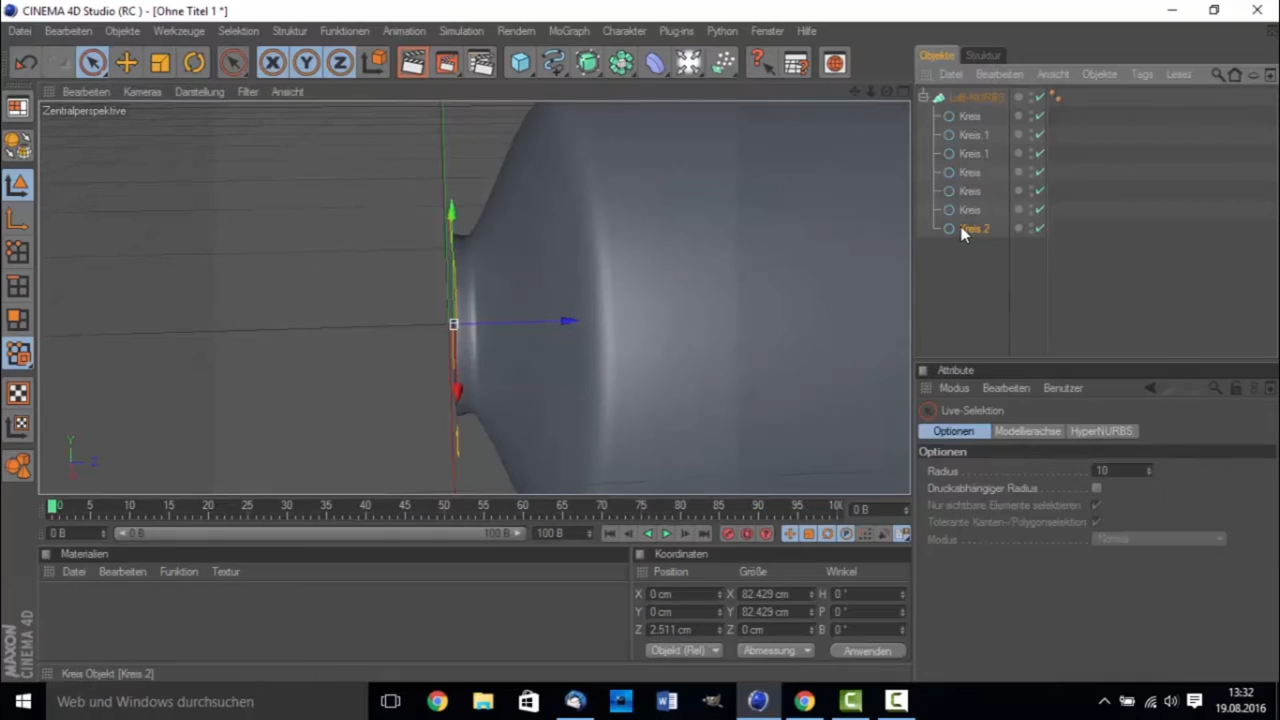 CINEMA 4D Studio (RC ) - [Ohne Titel 1 *]
Datei Bearbeiten Objekte Werkzeuge Selektion Struktur Funktionen Animation Simulation Rendern MoGraph Charakter Plug-ins Python Fenster Hilfe
X Y Z
Objekte Struktur
Datei Bearbeiten Ansicht Objekte Tags Lesez
Bearbeiten Kameras Darstellung Filter Ansicht
Zentralperspektive
Loft-NURBS
Kreis
Kreis.1
Kreis.1
Kreis
Kreis
Kreis
Kreis.2
Attribute
Modus Bearbeiten Benutzer
Live-Selektion
Optionen Modellierachse HyperNURBS
Optionen
Radius 10
Druckabhängiger Radius
Nur sichtbare Elemente selektieren
Tolerante Kanten-/Polygonselektion
Modus Normal
Y
Z
0 5 10 15 20 25 30 35 40 45 50 55 60 65 70 75 80 85 90 95 10( 0 B
0 B 0 B 100 B 100 B
Materialien
Datei Bearbeiten Funktion Textur
Koordinaten
Position Größe Winkel
X 0 cm X 82.429 cm H 0 °
Y 0 cm Y 82.429 cm P 0 °
Z 2.511 cm Z 0 cm B 0 °
Objekt (Rel) Abmessung Anwenden
MAXON CINEMA 4D
Kreis Objekt [Kreis.2]
Web und Windows durchsuchen
13:32
19.08.2016